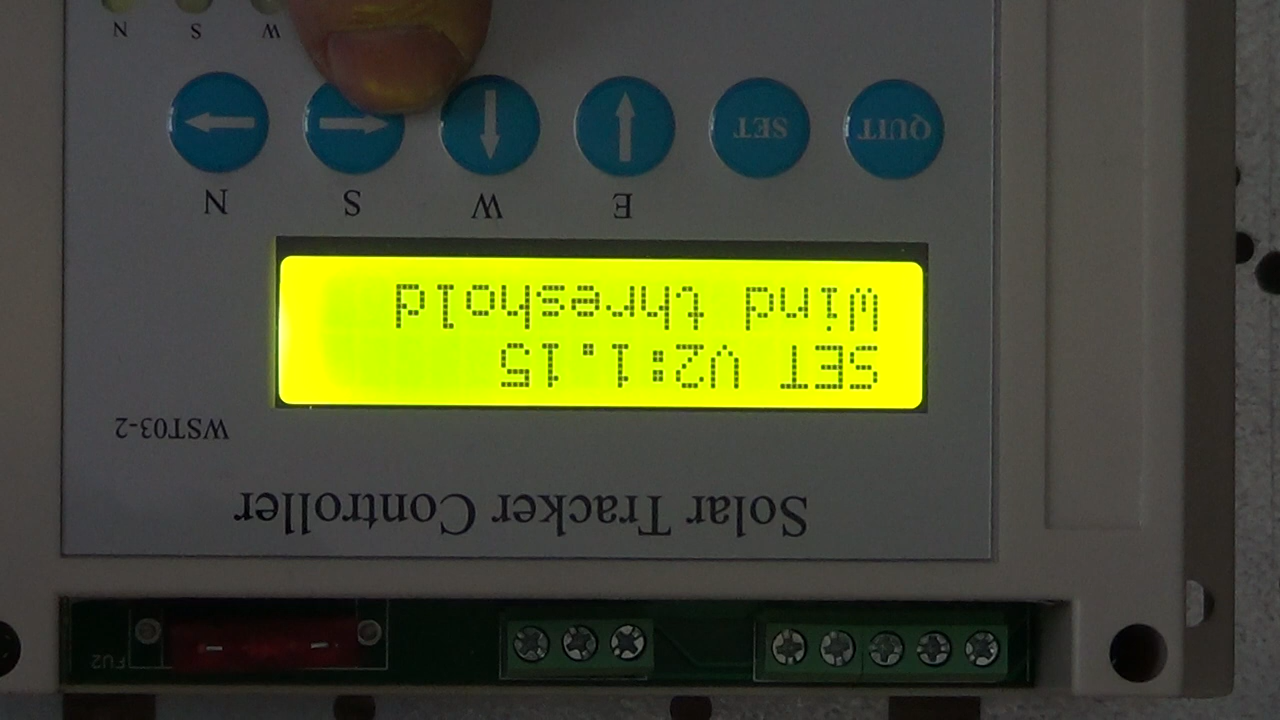 FU2
Solar Tracker Controller
WST03-2
SET V2:1.15
Wind threshold
E W S N
QUIT SET
W S N